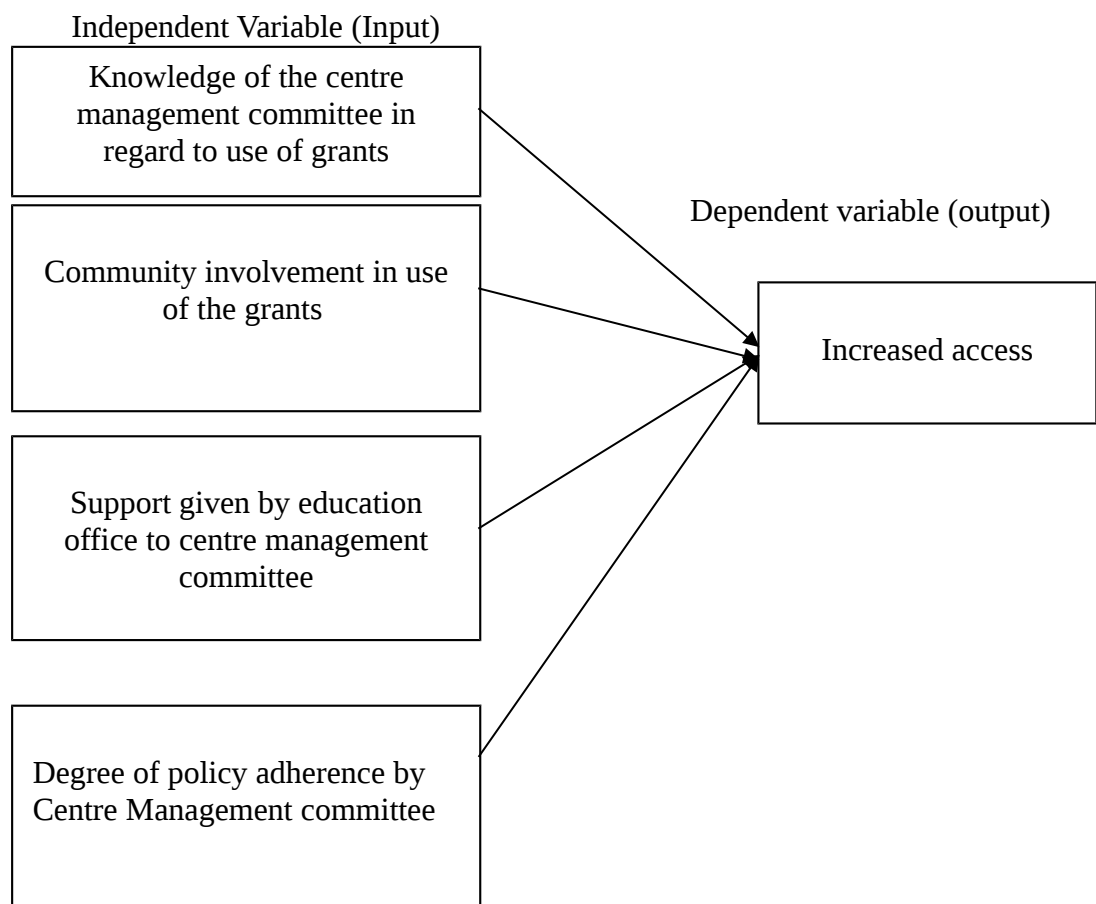 Independent Variable (Input)
Knowledge of the centre
management committee in
regard to use of grants
Community involvement in use
of the grants
Support given by education
office to centre management
committee
Degree of policy adherence by
Centre Management committee
Dependent variable (output)
Increased access